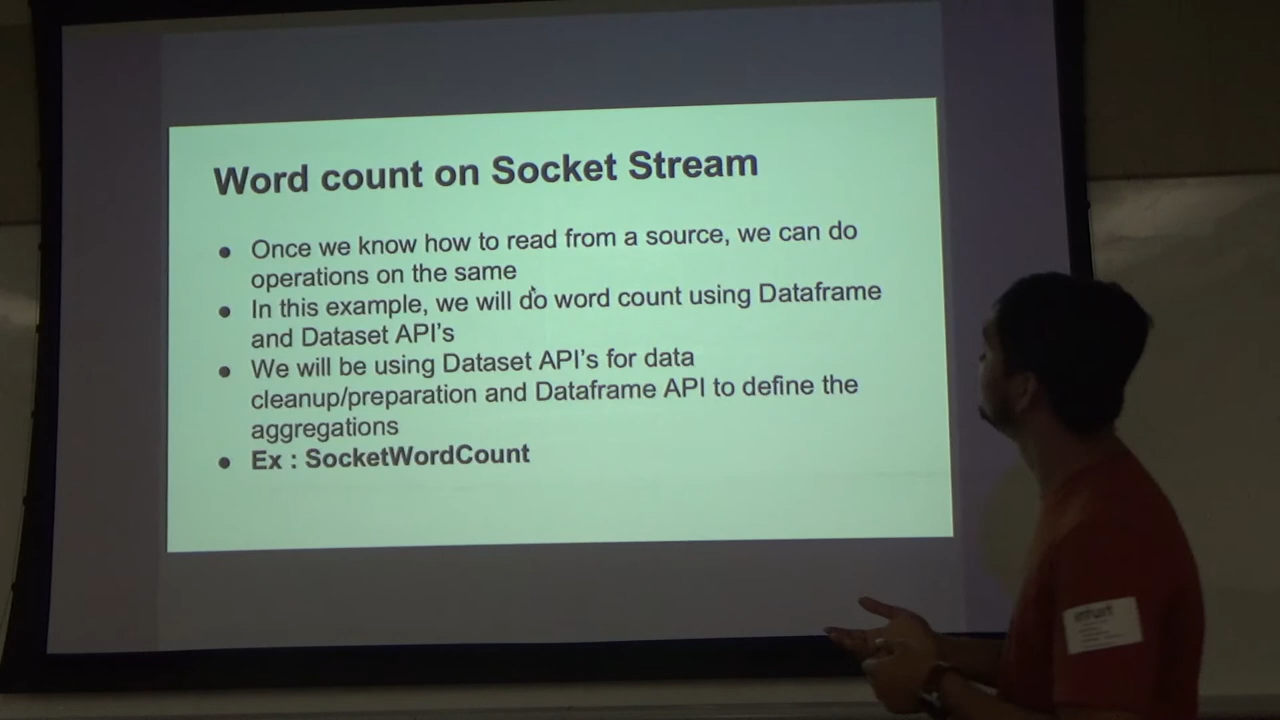 Word count on Socket Stream
● Once we know how to read from a source, we can do
operations on the same
● In this example, we will do word count using Dataframe
and Dataset API's
● We will be using Dataset API's for data
cleanup/preparation and Dataframe API to define the
aggregations
● Ex : SocketWordCount